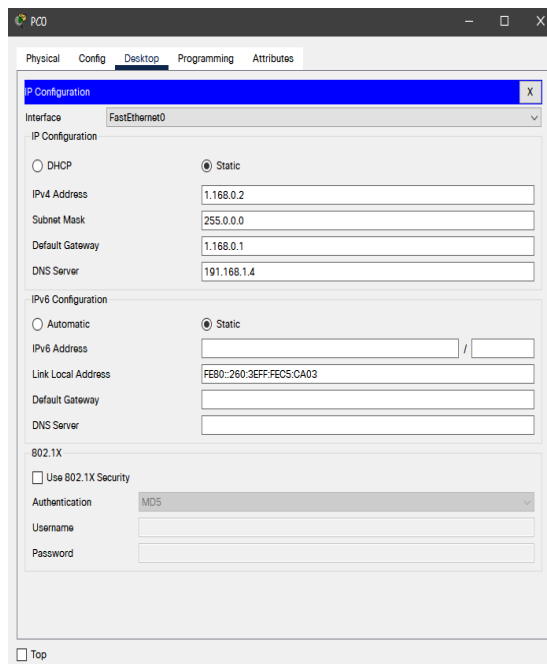 PC0
Physical Config Desktop Programming Attributes
IP Configuration X
Interface FastEthernet0
IP Configuration
DHCP Static
IPv4 Address 1.168.0.2
Subnet Mask 255.0.0.0
Default Gateway 1.168.0.1
DNS Server 191.168.1.4
IPv6 Configuration
Automatic Static
IPv6 Address /
Link Local Address FE80::260:3EFF:FEC5:CA03
Default Gateway
DNS Server
802.1X
Use 802.1X Security
Authentication MD5
Username
Password
Top